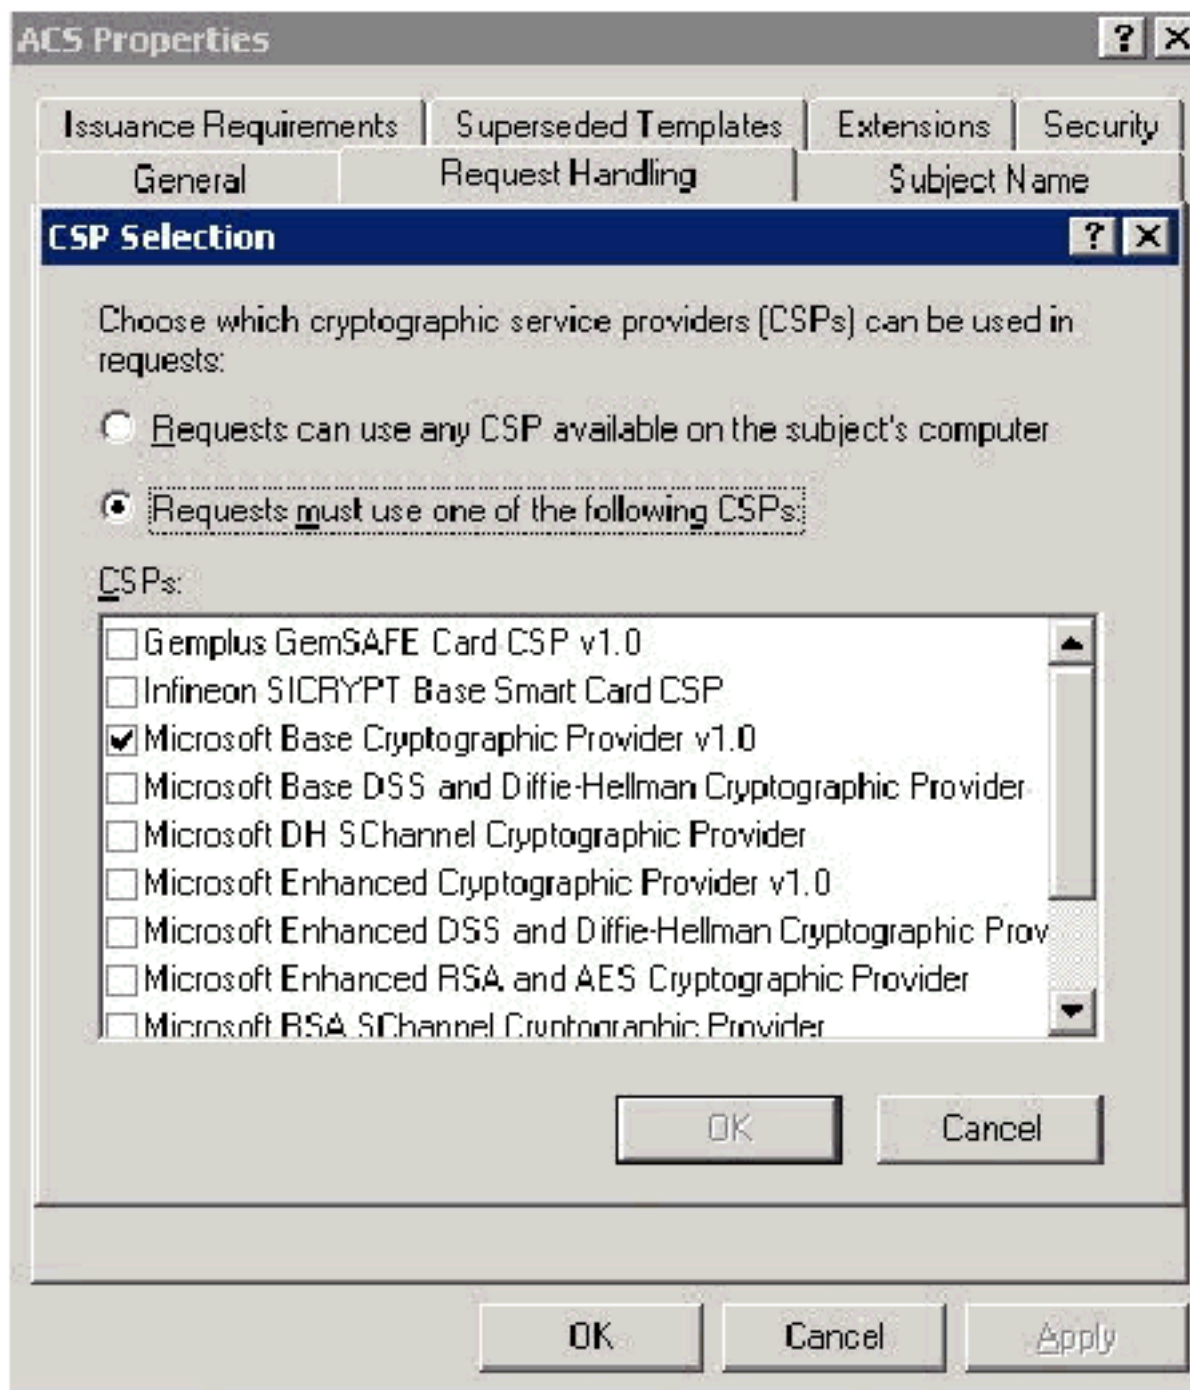 ACS Properties
Issuance Requirements
Superseded Templates
Extensions
Security
General
Request Handling
Subject Name
CSP Selection
Choose which cryptographic service providers (CSPs) can be used in
requests:
Requests can use any CSP available on the subject's computer
Requests must use one of the following CSPs:
CSPs:
Gemplus GemSAFE Card CSP v1.0
Infineon SICRYPT Base Smart Card CSP
Microsoft Base Cryptographic Provider v1.0
Microsoft Base DSS and Diffie-Hellman Cryptographic Provider
Microsoft DH SChannel Cryptographic Provider
Microsoft Enhanced Cryptographic Provider v1.0
Microsoft Enhanced DSS and Diffie-Hellman Cryptographic Prov
Microsoft Enhanced RSA and AES Cryptographic Provider
Microsoft RSA SChannel Cryptographic Provider
OK
Cancel
OK
Cancel
Apply